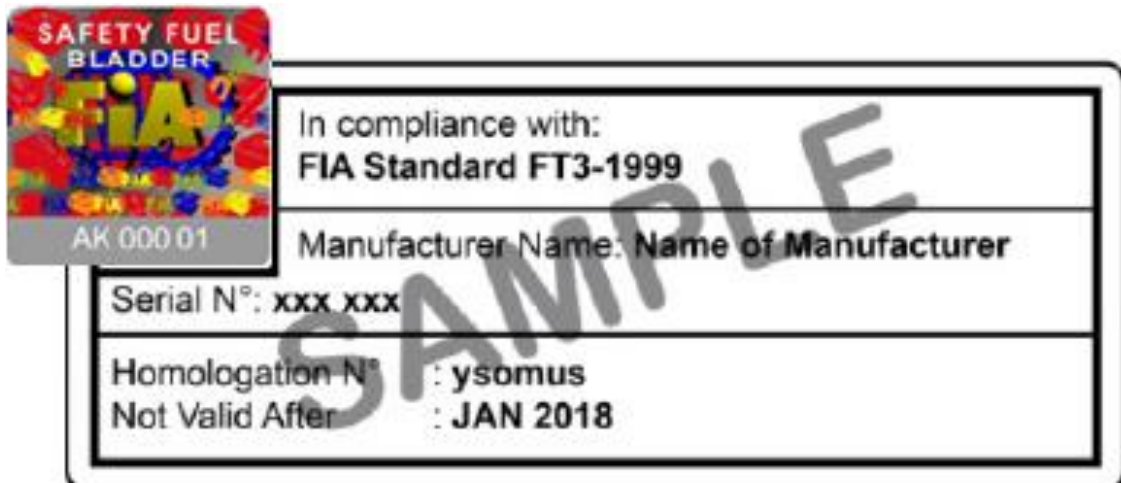 SAFETY FUEL
BLADDER
FiA
AK 000 01
In compliance with:
FIA Standard FT3-1999
Manufacturer Name: Name of Manufacturer
Serial N°: xxx xxx
Homologation N° : ysomus
Not Valid After : JAN 2018
SAMPLE